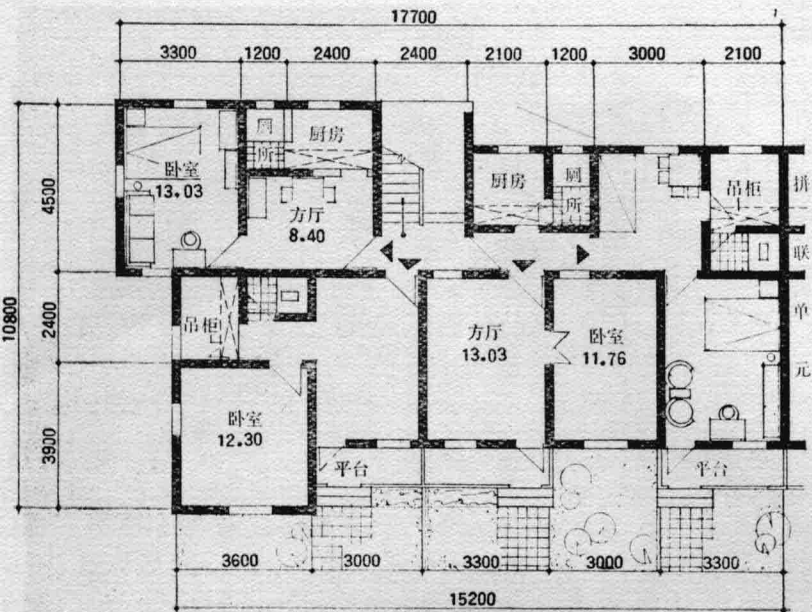 17700
3300 1200 2400 2400 2100 1200 3000 2100
厕所
厨房
卧室
13.03
方厅
8.40
厨房
厕所
吊柜
拼联单元
4500
2400
3900
10800
吊柜
方厅
13.03
卧室
11.76
卧室
12.30
平台
平台
3600 3000 3300 3000 3300
15200